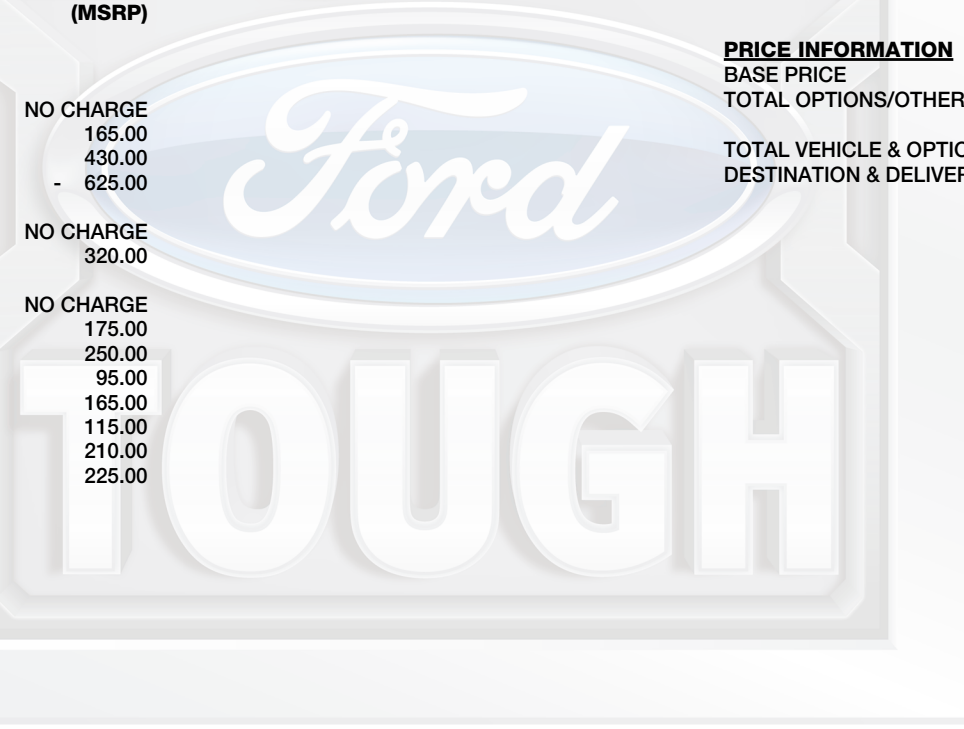 (MSRP)
NO CHARGE
165.00
430.00
- 625.00
NO CHARGE
320.00
NO CHARGE
175.00
250.00
95.00
165.00
115.00
210.00
225.00
PRICE INFORMATION
BASE PRICE
TOTAL OPTIONS/OTHER
TOTAL VEHICLE & OPTIO
DESTINATION & DELIVER
Ford
TOUGH